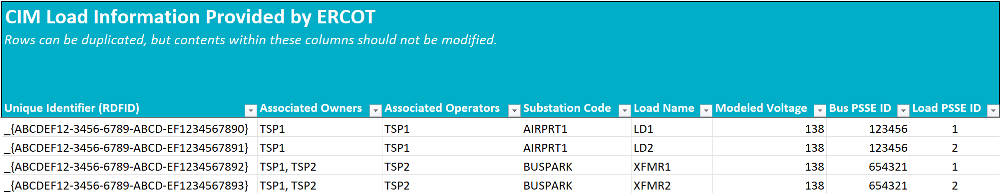 CIM Load Information Provided by ERCOT
Rows can be duplicated, but contents within these columns should not be modified.
Unique Identifier (RDFID) Associated Owners Associated Operators Substation Code Load Name Modeled Voltage Bus PSSE ID Load PSSE ID
_{ABCDEF12-3456-6789-ABCD-EF1234567890} TSP1 TSP1 AIRPRT1 LD1 138 123456 1
_{ABCDEF12-3456-6789-ABCD-EF1234567891} TSP1 TSP1 AIRPRT1 LD2 138 123456 2
_{ABCDEF12-3456-6789-ABCD-EF1234567892} TSP1, TSP2 TSP2 BUSPARK XFMR1 138 654321 1
_{ABCDEF12-3456-6789-ABCD-EF1234567893} TSP1, TSP2 TSP2 BUSPARK XFMR2 138 654321 2